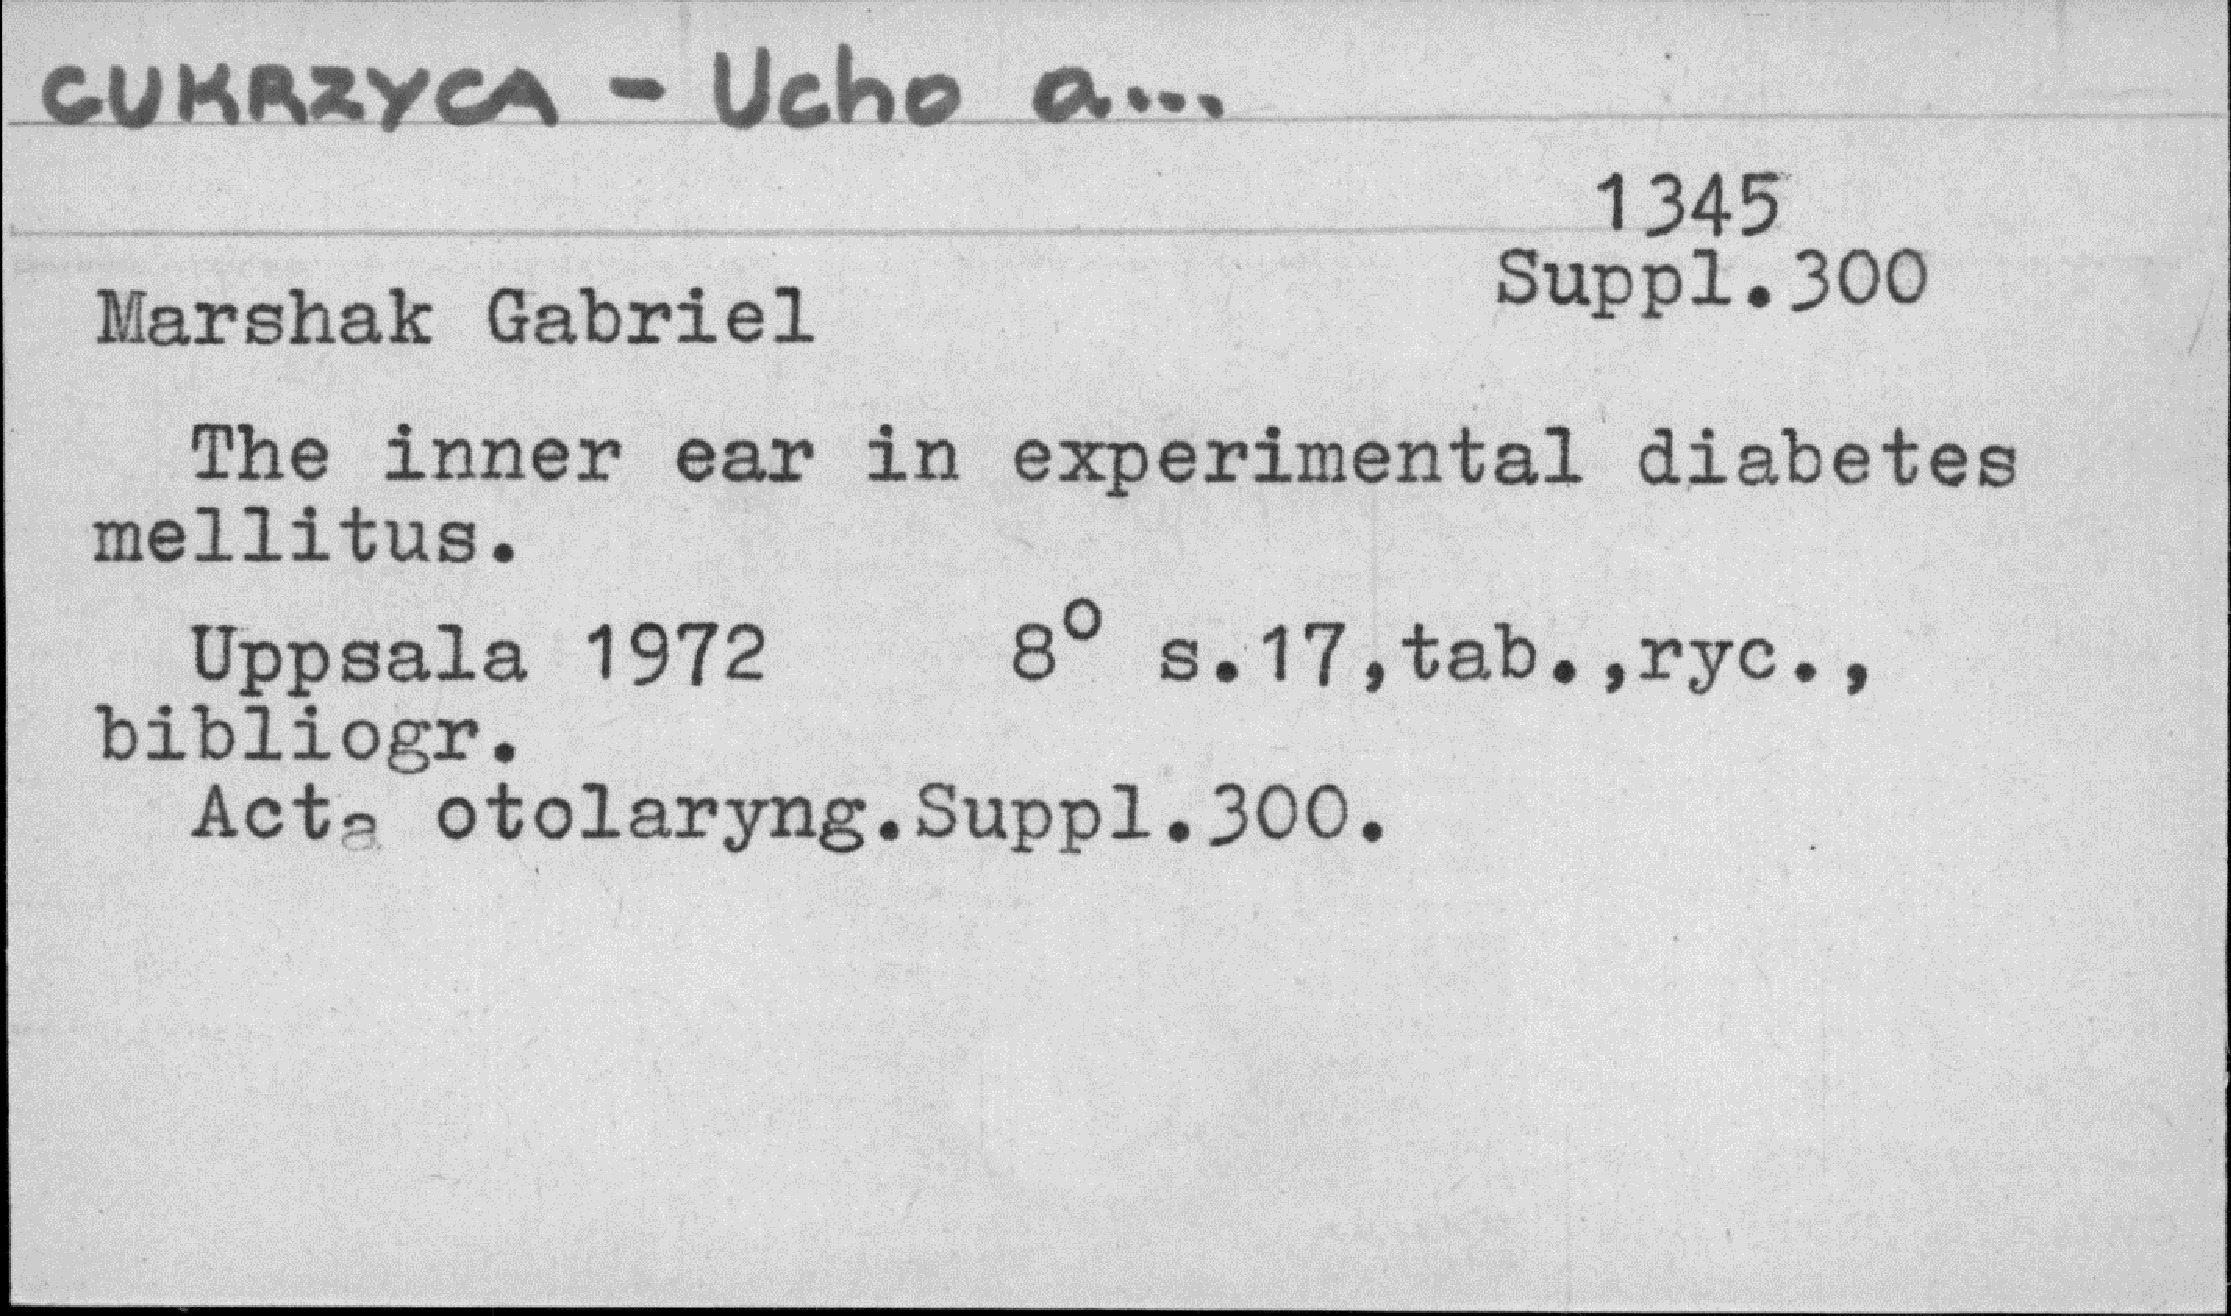 CUKRZYCA - Ucho a...
1345
Suppl.300
Marshak Gabriel
The inner ear in experimental diabetes
mellitus.
Uppsala 1972 8° s.17,tab.,ryc.,
bibliogr.
Acta otolaryng.Suppl.300.